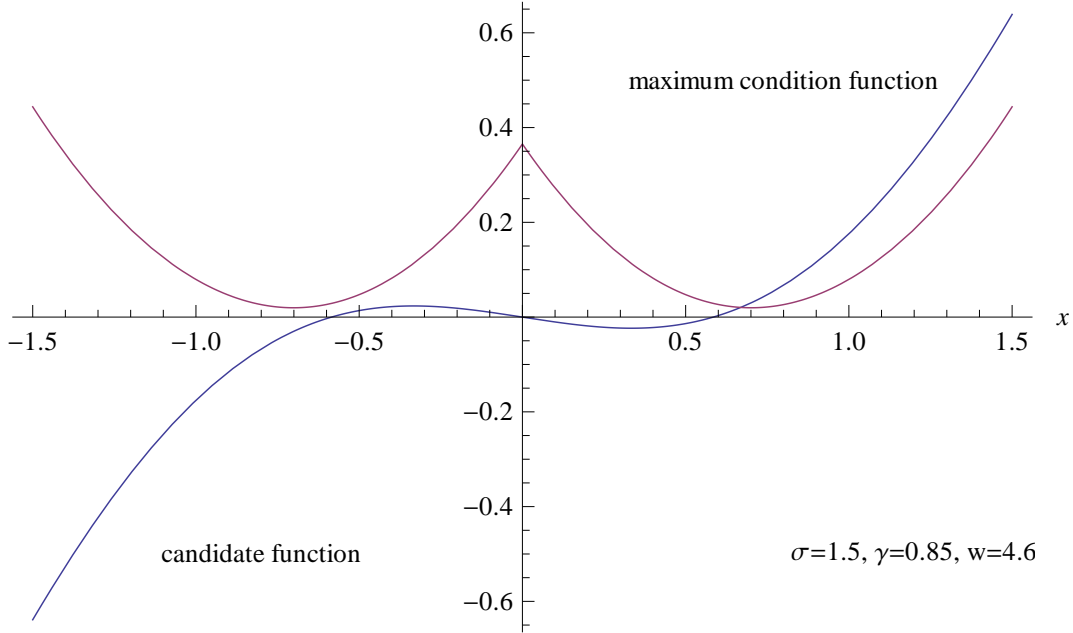 0.6
maximum condition function
0.4
0.2
x
−1.5 −1.0 −0.5 0.5 1.0 1.5
−0.2
−0.4
candidate function
σ=1.5, γ=0.85, w=4.6
−0.6